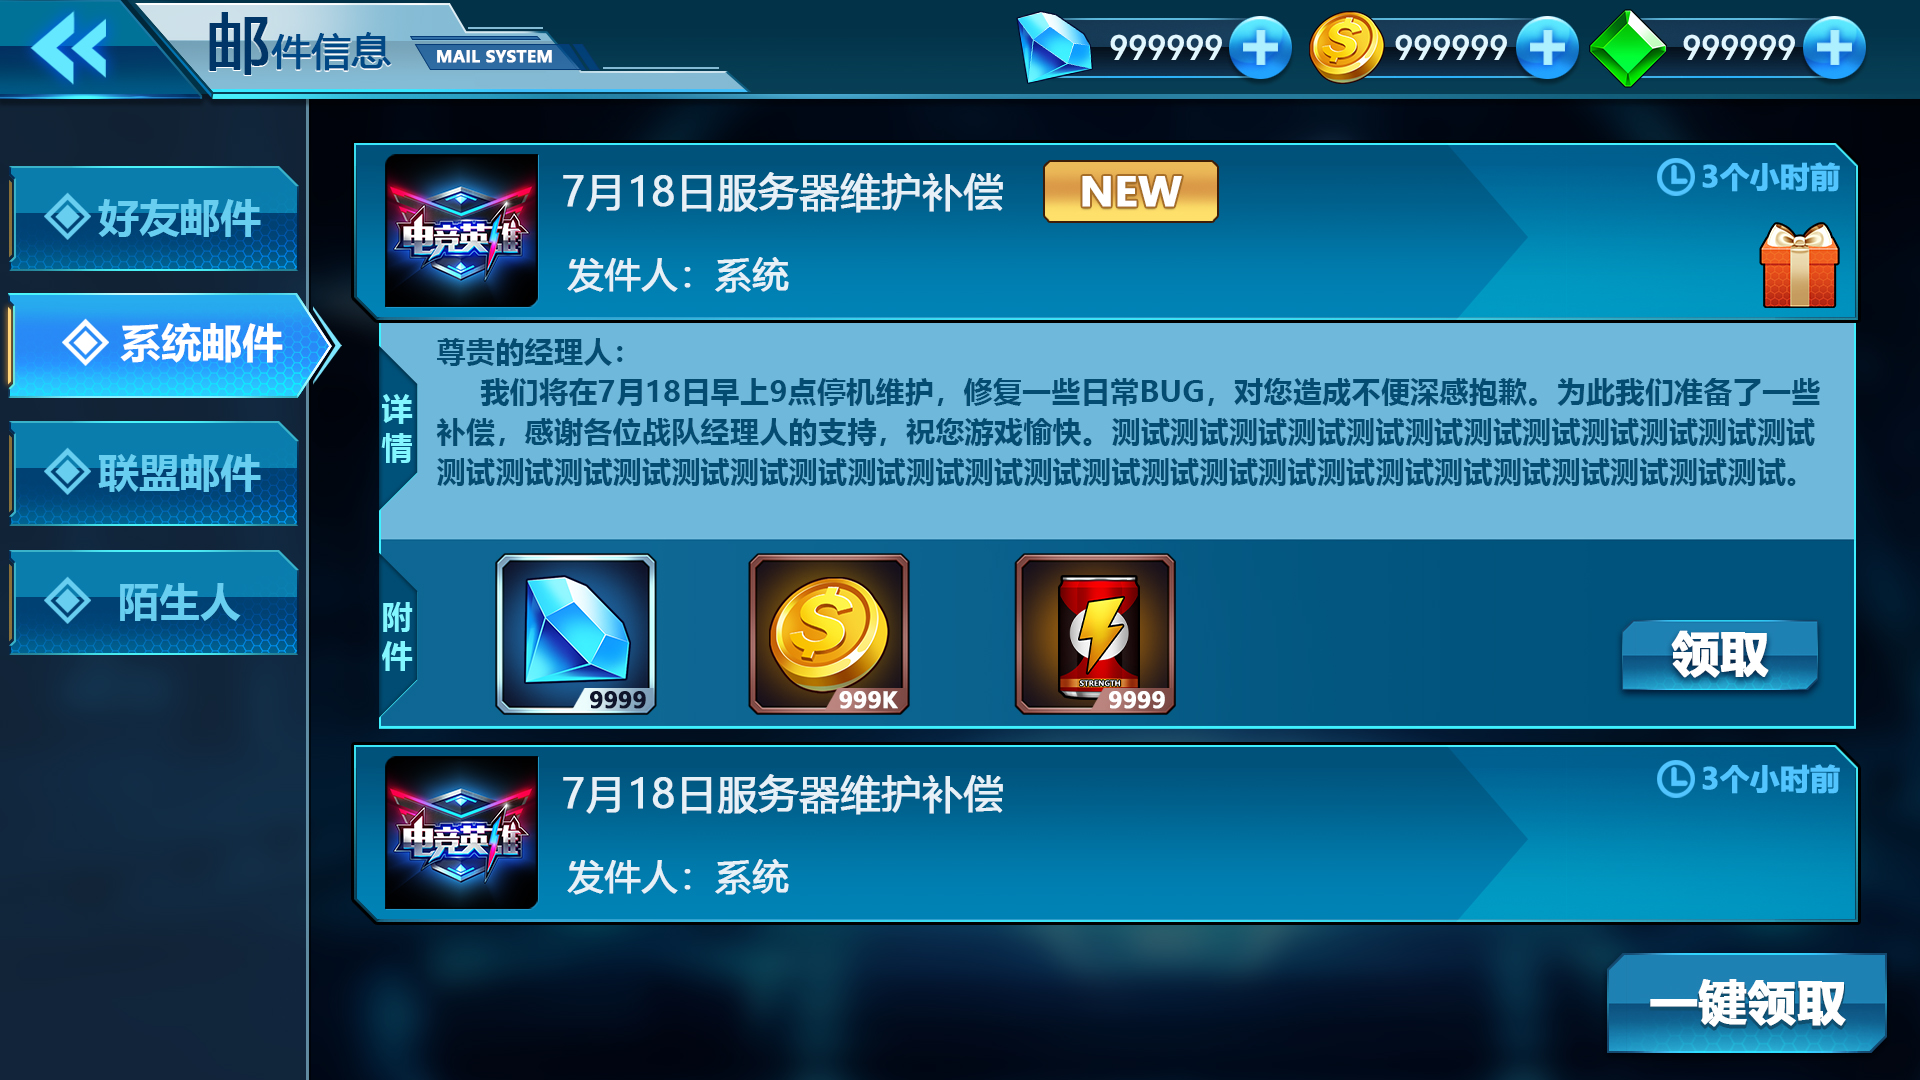 邮件信息
MAIL SYSTEM
999999
999999
999999
好友邮件
系统邮件
联盟邮件
陌生人
电竞英雄
7月18日服务器维护补偿
NEW
3个小时前
发件人：系统
详情
尊贵的经理人：
我们将在7月18日早上9点停机维护，修复一些日常BUG，对您造成不便深感抱歉。为此我们准备了一些
补偿，感谢各位战队经理人的支持，祝您游戏愉快。测试测试测试测试测试测试测试测试测试测试测试测试
测试测试测试测试测试测试测试测试测试测试测试测试测试测试测试测试测试测试测试测试测试测试测试。
附件
9999
999K
STRENGTH
9999
领取
电竞英雄
7月18日服务器维护补偿
3个小时前
发件人：系统
一键领取